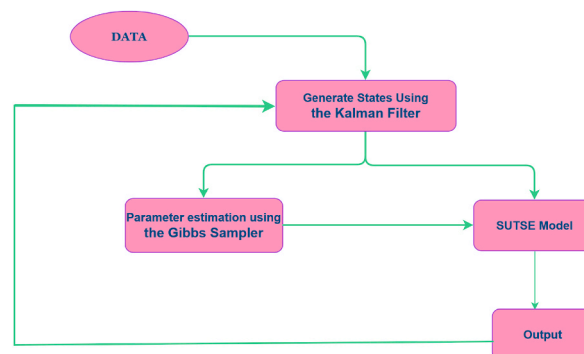 DATA
Generate States Using
the Kalman Filter
Parameter estimation using
the Gibbs Sampler
SUTSE Model
Output